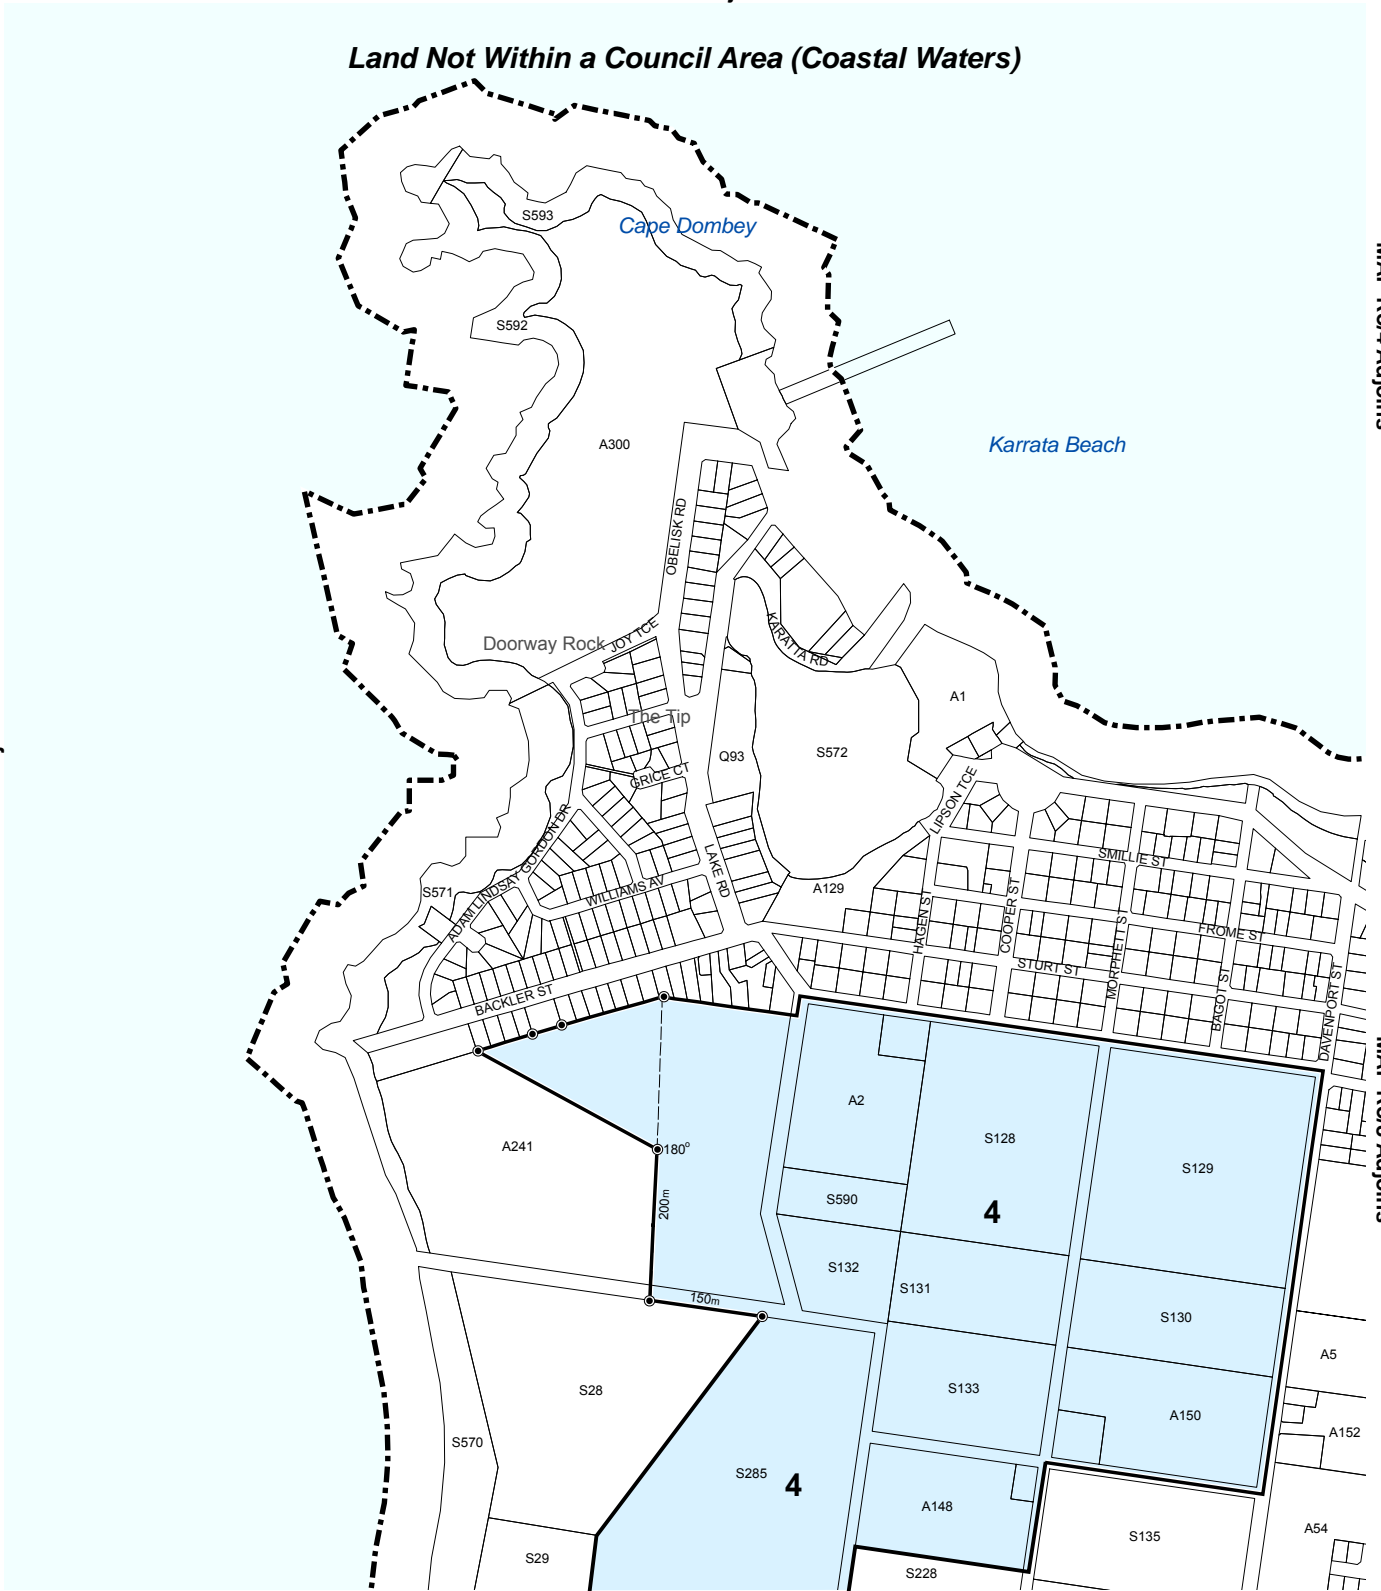 Land Not Within a Council Area (Coastal Waters)
S593
Cape Dombey
S592
A300
Karrata Beach
OBELISK RD
JOY TCE
Doorway Rock
KARATTA RD
A1
The Tip
Q93
S572
GRICE CT
LIPSON TCE
ADAM LINDSAY GORDON DR
SMILLIE ST
LAKE RD
WILLIAMS AV
S571
A129
HAGEN ST
COOPER ST
MORPHETT ST
FROME ST
STURT ST
BAGOT ST
DAVENPORT ST
BACKLER ST
A2
S128
S129
A241
180°
200m
S590
4
S132
S131
150m
S130
A5
S28
S133
A150
A152
S570
S285
4
A148
S135
A54
S29
S228